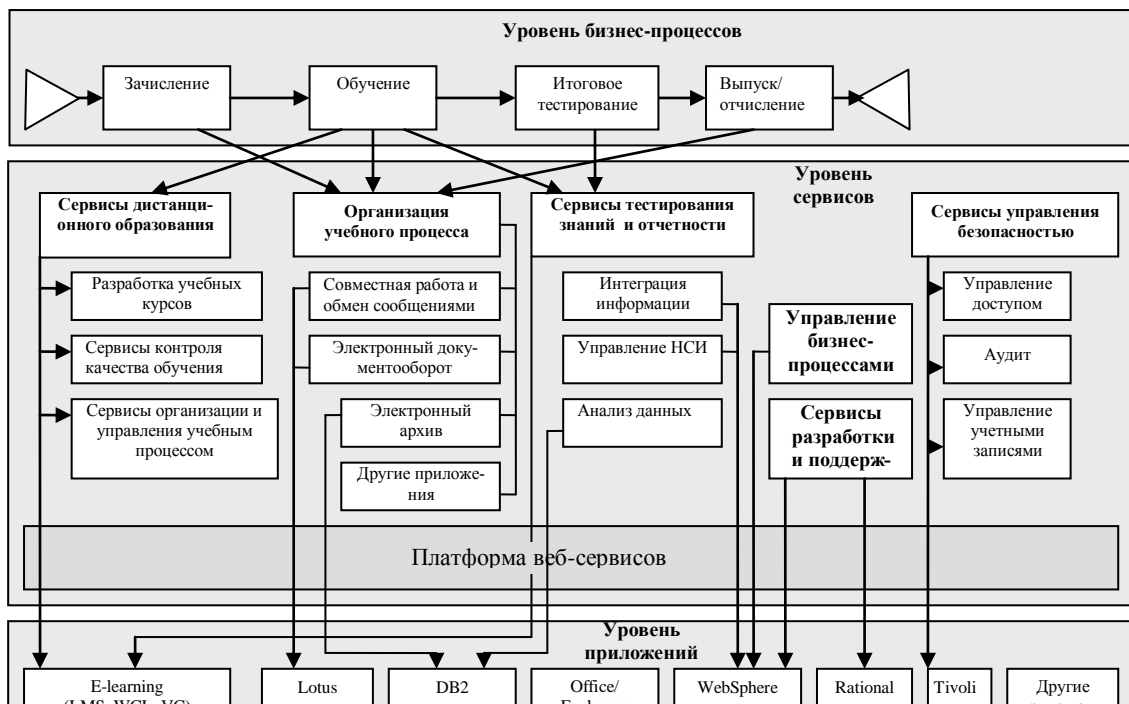 Уровень бизнес-процессов
Зачисление
Обучение
Итоговое
тестирование
Выпуск/
отчисление
Уровень
сервисов
Сервисы дистанци-
онного образования
Организация
учебного процесса
Сервисы тестирования
знаний и отчетности
Сервисы управления
безопасностью
Разработка учебных
курсов
Сервисы контроля
качества обучения
Сервисы организации и
управления учебным
процессом
Совместная работа и
обмен сообщениями
Электронный доку-
ментооборот
Электронный
архив
Другие приложе-
ния
Интеграция
информации
Управление НСИ
Анализ данных
Управление
бизнес-
процессами
Сервисы
разработки
и поддерж-
Управление
доступом
Аудит
Управление
учетными
записями
Платформа веб-сервисов
Уровень
приложений
E-learning
Lotus
DB2
Office/
WebSphere
Rational
Tivoli
Другие